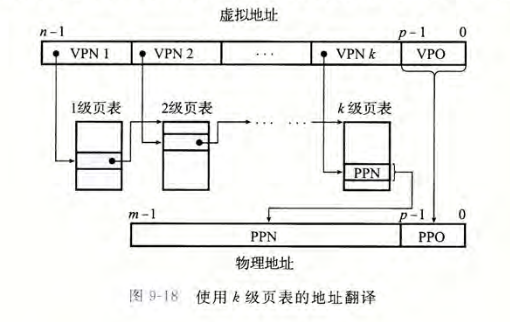 虚拟地址
n-1 p-1 0
VPN 1 VPN 2 ... VPN k VPO
1级页表 2级页表 k级页表
... ...
PPN
m-1 p-1 0
PPN PPO
物理地址
图 9-18 使用 k 级页表的地址翻译